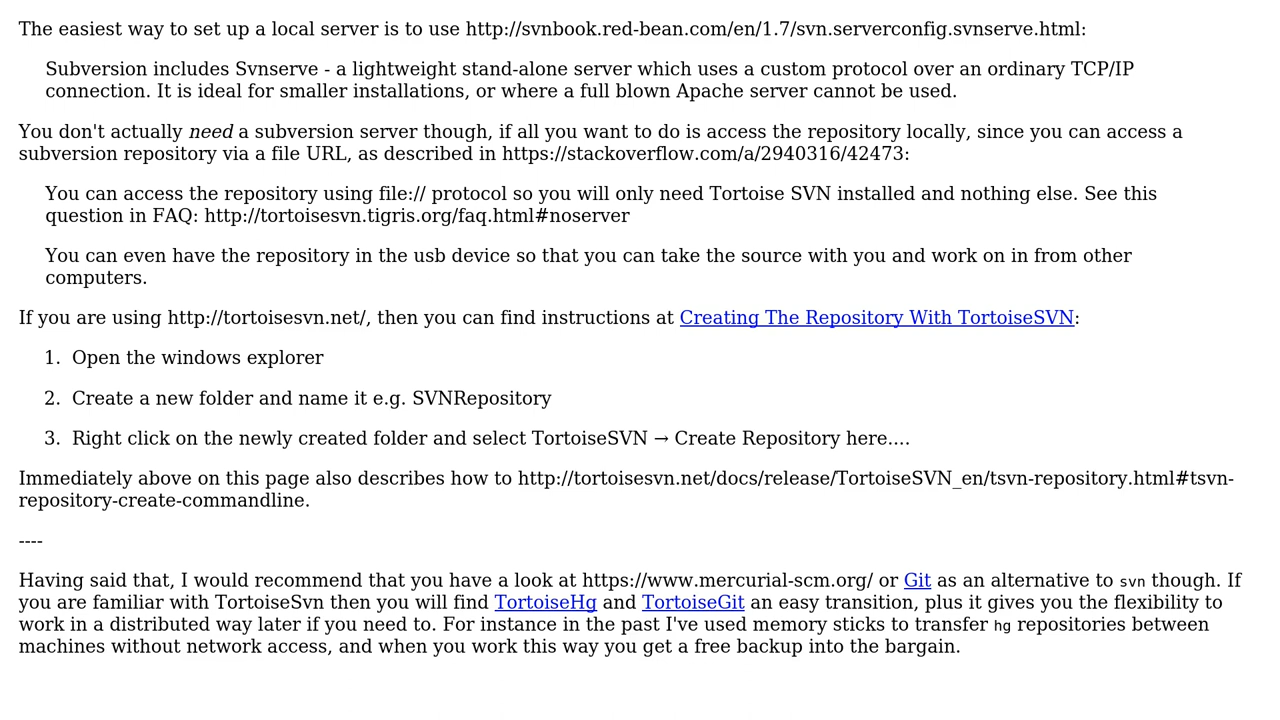 The easiest way to set up a local server is to use http://svnbook.red-bean.com/en/1.7/svn.serverconfig.svnserve.html:
Subversion includes Svnserve - a lightweight stand-alone server which uses a custom protocol over an ordinary TCP/IP
connection. It is ideal for smaller installations, or where a full blown Apache server cannot be used.
You don't actually need a subversion server though, if all you want to do is access the repository locally, since you can access a
subversion repository via a file URL, as described in https://stackoverflow.com/a/2940316/42473:
You can access the repository using file:// protocol so you will only need Tortoise SVN installed and nothing else. See this
question in FAQ: http://tortoisesvn.tigris.org/faq.html#noserver
You can even have the repository in the usb device so that you can take the source with you and work on in from other
computers.
If you are using http://tortoisesvn.net/, then you can find instructions at Creating The Repository With TortoiseSVN:
1. Open the windows explorer
2. Create a new folder and name it e.g. SVNRepository
3. Right click on the newly created folder and select TortoiseSVN → Create Repository here....
Immediately above on this page also describes how to http://tortoisesvn.net/docs/release/TortoiseSVN_en/tsvn-repository.html#tsvn-
repository-create-commandline.
----
Having said that, I would recommend that you have a look at https://www.mercurial-scm.org/ or Git as an alternative to svn though. If
you are familiar with TortoiseSvn then you will find TortoiseHg and TortoiseGit an easy transition, plus it gives you the flexibility to
work in a distributed way later if you need to. For instance in the past I've used memory sticks to transfer hg repositories between
machines without network access, and when you work this way you get a free backup into the bargain.